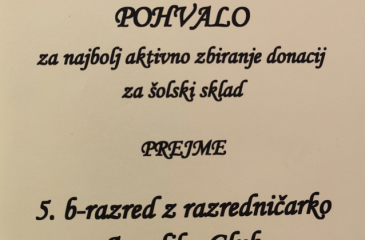 POHVALO
za najbolj aktivno zbiranje donacij
za šolski sklad
PREJME
5. b-razred z razredničarko